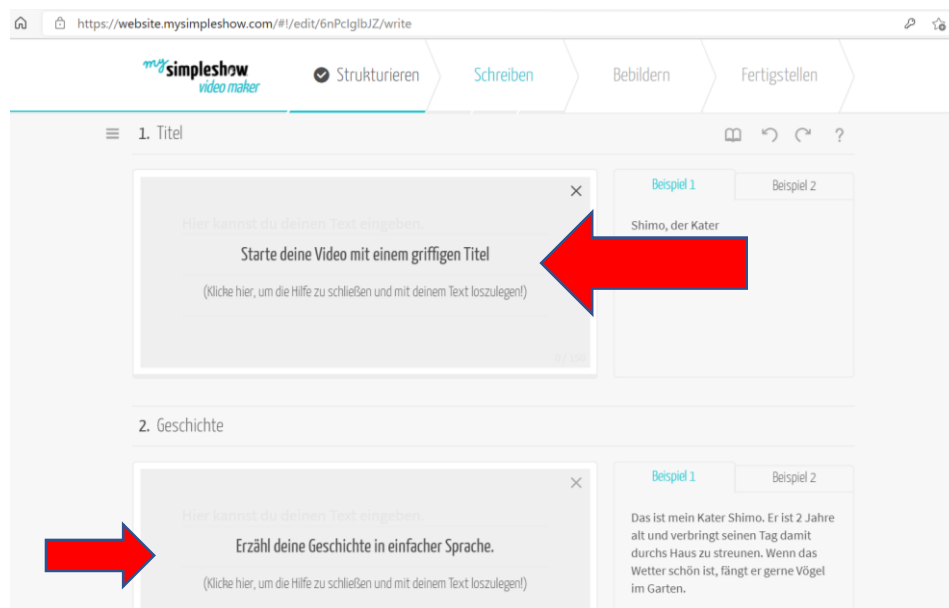 https://website.mysimpleshow.com/#!/edit/6nPcIglbJZ/write
my simpleshow
video maker
Strukturieren
Schreiben
Bebildern
Fertigstellen
1. Titel
?
Beispiel 1
Beispiel 2
Hier kannst du deinen Text eingeben.
Shimo, der Kater
Starte deine Video mit einem griffigen Titel
(Klicke hier, um die Hilfe zu schließen und mit deinem Text loszulegen!)
2. Geschichte
Beispiel 1
Beispiel 2
Hier kannst du deinen Text eingeben.
Erzähl deine Geschichte in einfacher Sprache.
(Klicke hier, um die Hilfe zu schließen und mit deinem Text loszulegen!)
Das ist mein Kater Shimo. Er ist 2 Jahre
alt und verbringt seinen Tag damit
durchs Haus zu streunen. Wenn das
Wetter schön ist, fängt er gerne Vögel
im Garten.